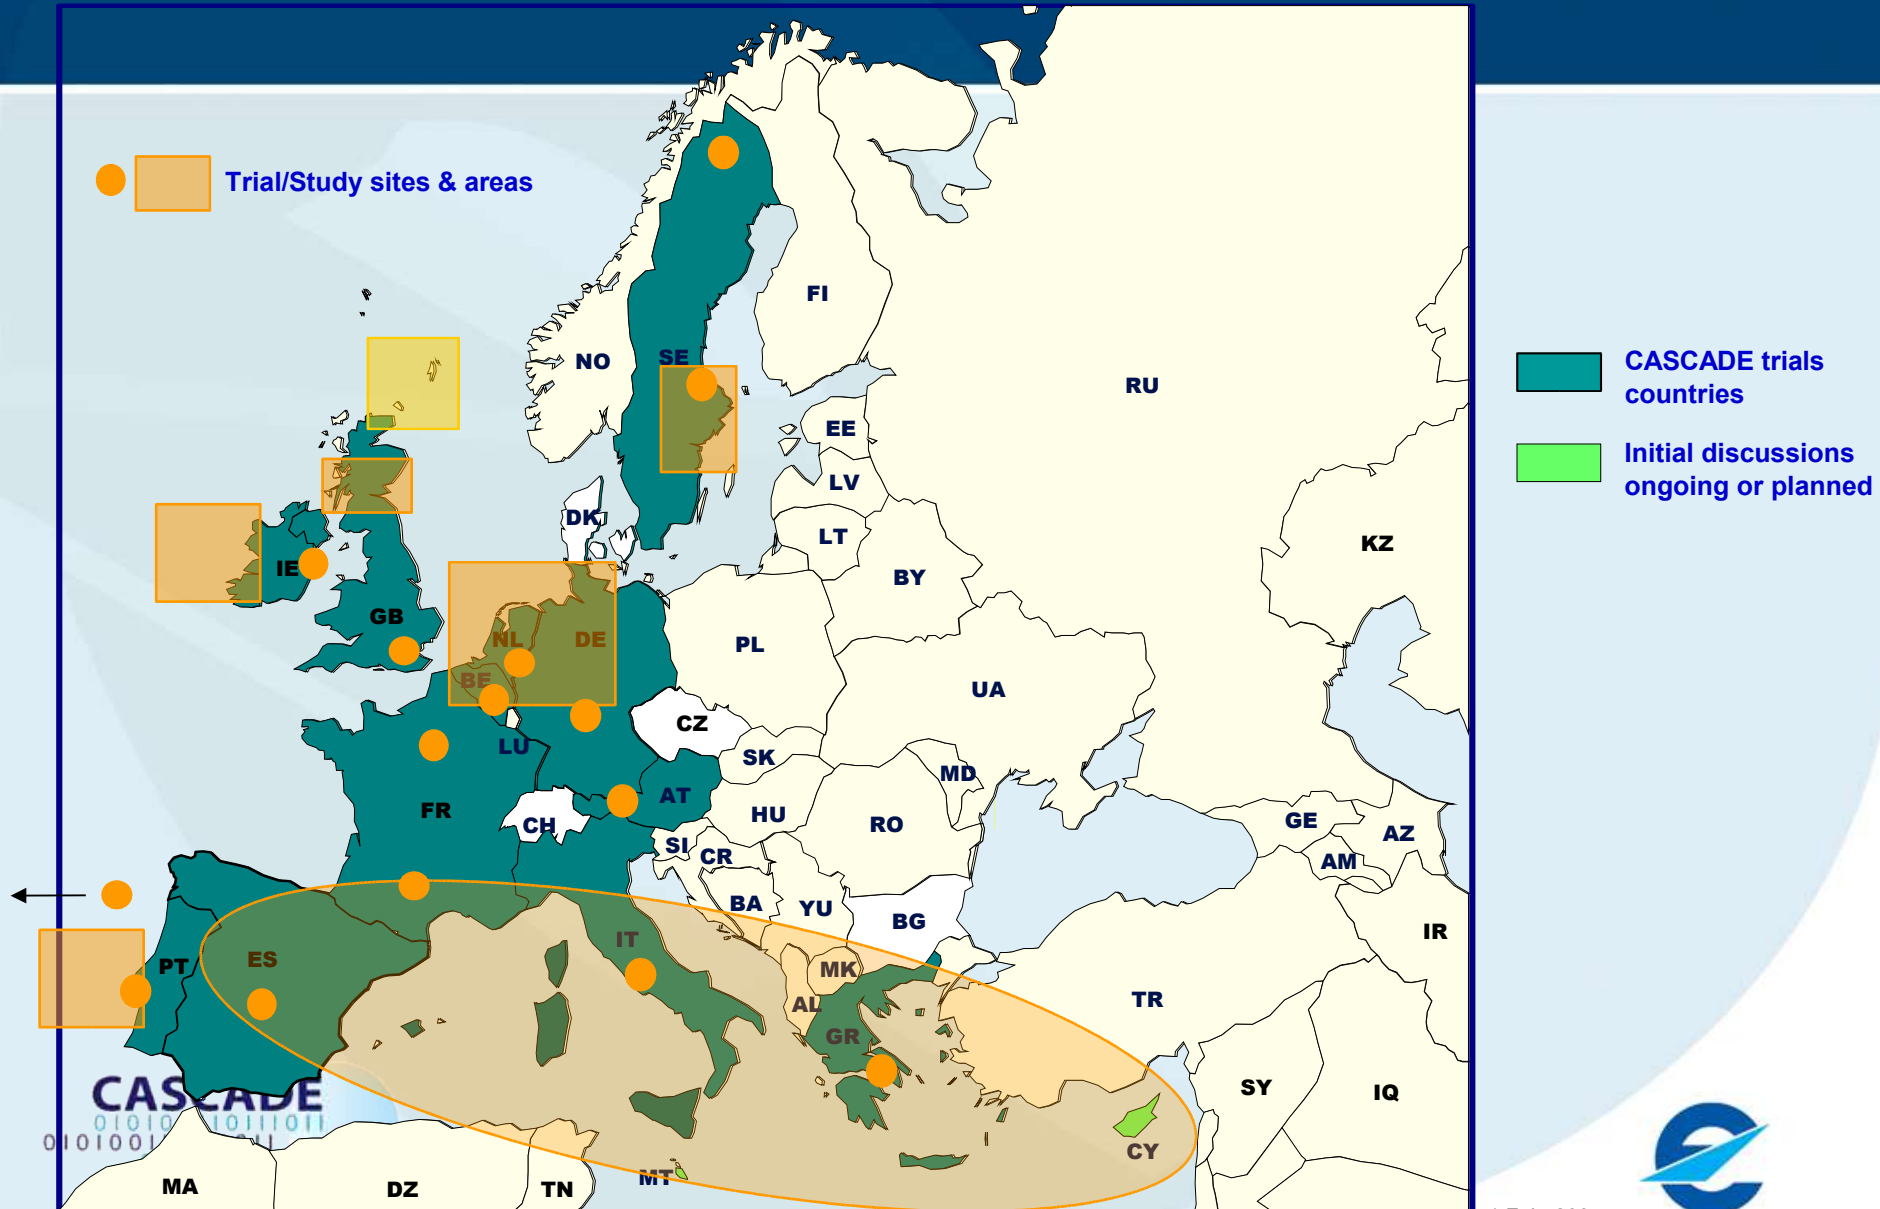 Trial/Study sites & areas
FI
NO
SE
RU
CASCADE trials
countries
EE
Initial discussions
ongoing or planned
LV
DK
LT
KZ
IE
BY
GB
NL
DE
PL
BE
UA
CZ
LU
SK
MD
AT
FR
CH
HU
RO
GE
AZ
SI
CR
AM
BA
YU
BG
IR
IT
ES
PT
MK
TR
AL
GR
CASCADE
SY
IQ
CY
MT
MA
DZ
TN